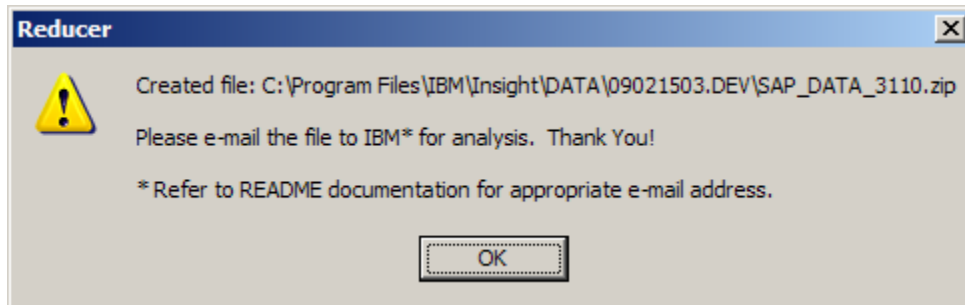 Reducer
Created file: C:\Program Files\IBM\Insight\DATA\09021503.DEV\SAP_DATA_3110.zip
Please e-mail the file to IBM* for analysis.  Thank You!
* Refer to README documentation for appropriate e-mail address.
OK